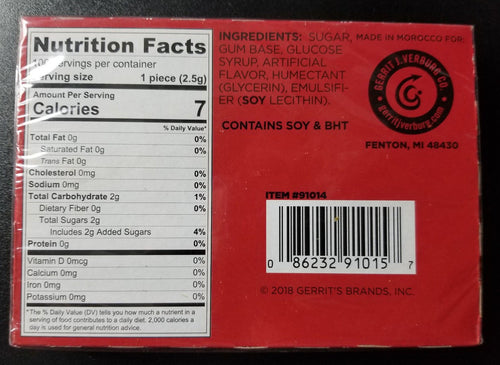 Nutrition Facts
100 servings per container
Serving size 1 piece (2.5g)
Amount Per Serving
Calories 7
% Daily Value*
Total Fat 0g 0%
Saturated Fat 0g 0%
Trans Fat 0g
Cholesterol 0mg 0%
Sodium 0mg 0%
Total Carbohydrate 2g 1%
Dietary Fiber 0g 0%
Total Sugars 2g
Includes 2g Added Sugars 4%
Protein 0g 0%
Vitamin D 0mcg 0%
Calcium 0mg 0%
Iron 0mg 0%
Potassium 0mg 0%
*The % Daily Value (DV) tells you how much a nutrient in a
serving of food contributes to a daily diet. 2,000 calories a
day is used for general nutrition advice.
INGREDIENTS: SUGAR,
GUM BASE, GLUCOSE
SYRUP, ARTIFICIAL
FLAVOR, HUMECTANT
(GLYCERIN), EMULSIFI-
ER (SOY LECITHIN).
CONTAINS SOY & BHT
MADE IN MOROCCO FOR:
GERRIT J.VERBURG CO.
gerritjverburg.com
FENTON, MI 48430
ITEM #91014
0 86232 91015 7
© 2018 GERRIT'S BRANDS, INC.